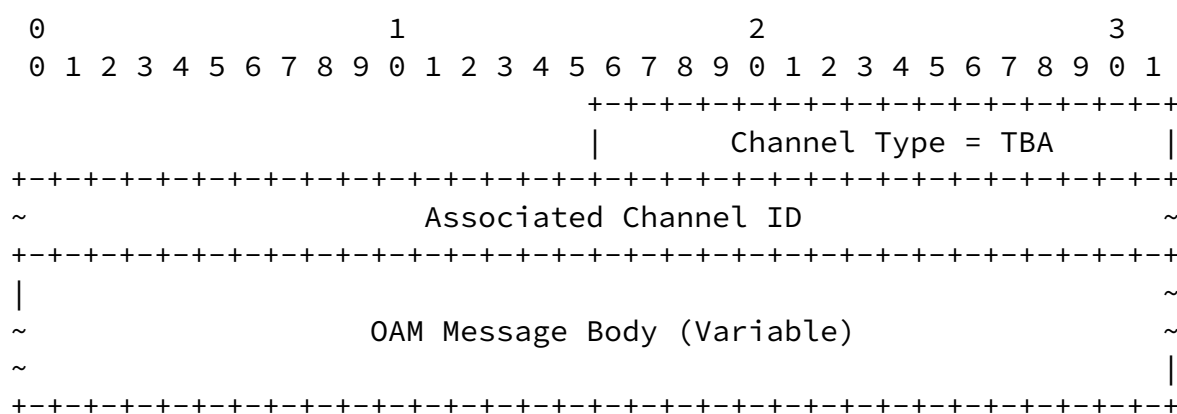 0                   1                   2                   3
 0 1 2 3 4 5 6 7 8 9 0 1 2 3 4 5 6 7 8 9 0 1 2 3 4 5 6 7 8 9 0 1
                                +-+-+-+-+-+-+-+-+-+-+-+-+-+-+-+-+
                                |       Channel Type = TBA      |
+-+-+-+-+-+-+-+-+-+-+-+-+-+-+-+-+-+-+-+-+-+-+-+-+-+-+-+-+-+-+-+-+
~                      Associated Channel ID                    ~
+-+-+-+-+-+-+-+-+-+-+-+-+-+-+-+-+-+-+-+-+-+-+-+-+-+-+-+-+-+-+-+-+
|                                                               ~
~                   OAM Message Body (Variable)                 ~
~                                                               |
+-+-+-+-+-+-+-+-+-+-+-+-+-+-+-+-+-+-+-+-+-+-+-+-+-+-+-+-+-+-+-+-+